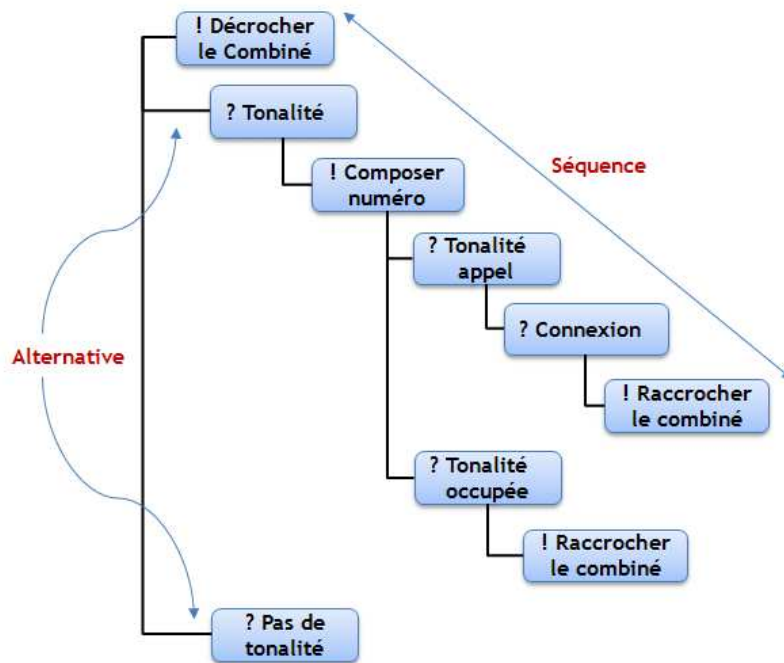 ! Décrocher
le Combiné
? Tonalité
! Composer
numéro
Séquence
? Tonalité
appel
? Connexion
Alternative
! Raccrocher
le combiné
? Tonalité
occupée
! Raccrocher
le combiné
? Pas de
tonalité